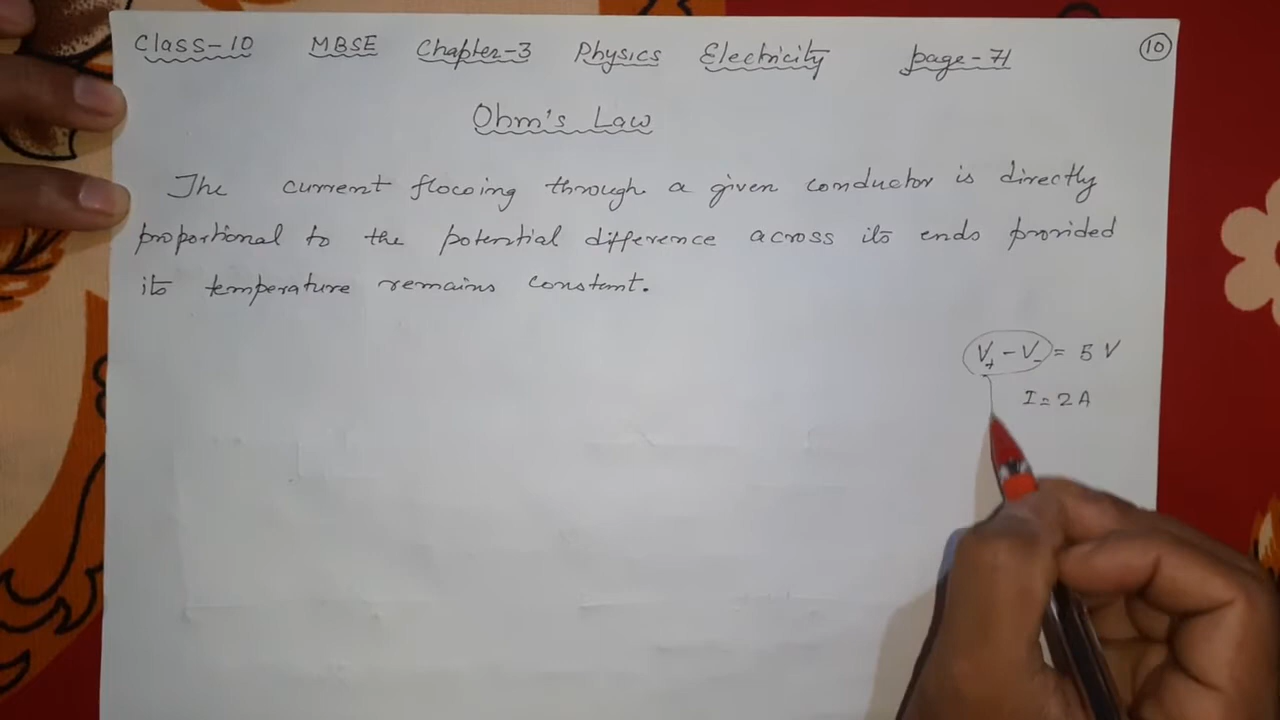 Class-10 MBSE Chapter-3 Physics Electricity page-71 10
Ohm's Law
The current flowing through a given conductor is directly
proportional to the potential difference across its ends provided
its temperature remains constant.
V₊ - V₋ = 5 V
I = 2 A